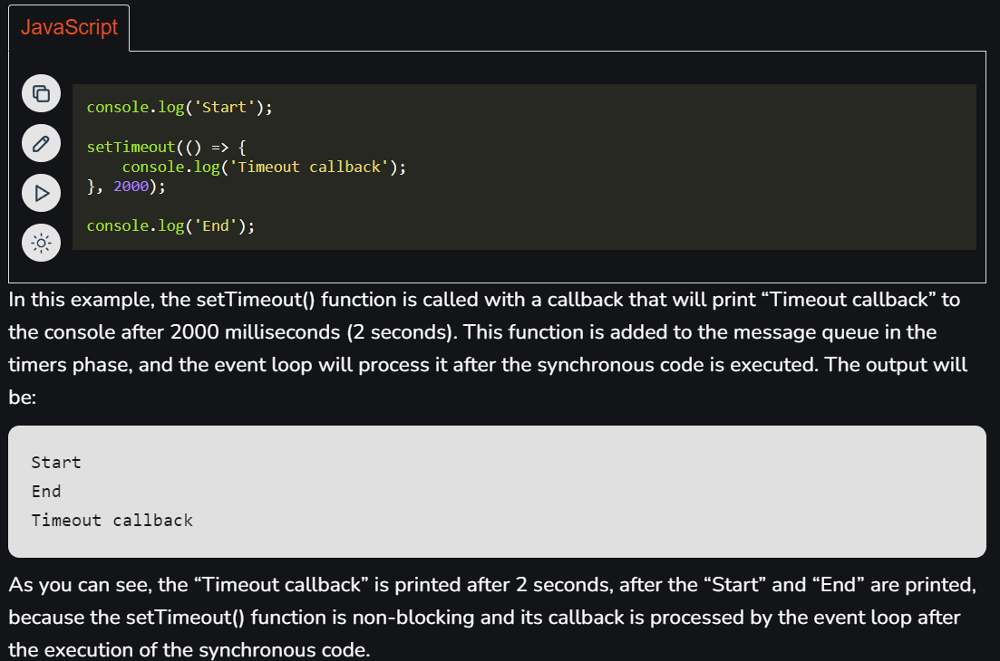 JavaScript
console.log('Start');
setTimeout(() => {
    console.log('Timeout callback');
}, 2000);
console.log('End');
In this example, the setTimeout() function is called with a callback that will print “Timeout callback” to
the console after 2000 milliseconds (2 seconds). This function is added to the message queue in the
timers phase, and the event loop will process it after the synchronous code is executed. The output will
be:
Start
End
Timeout callback
As you can see, the “Timeout callback” is printed after 2 seconds, after the “Start” and “End” are printed,
because the setTimeout() function is non-blocking and its callback is processed by the event loop after
the execution of the synchronous code.